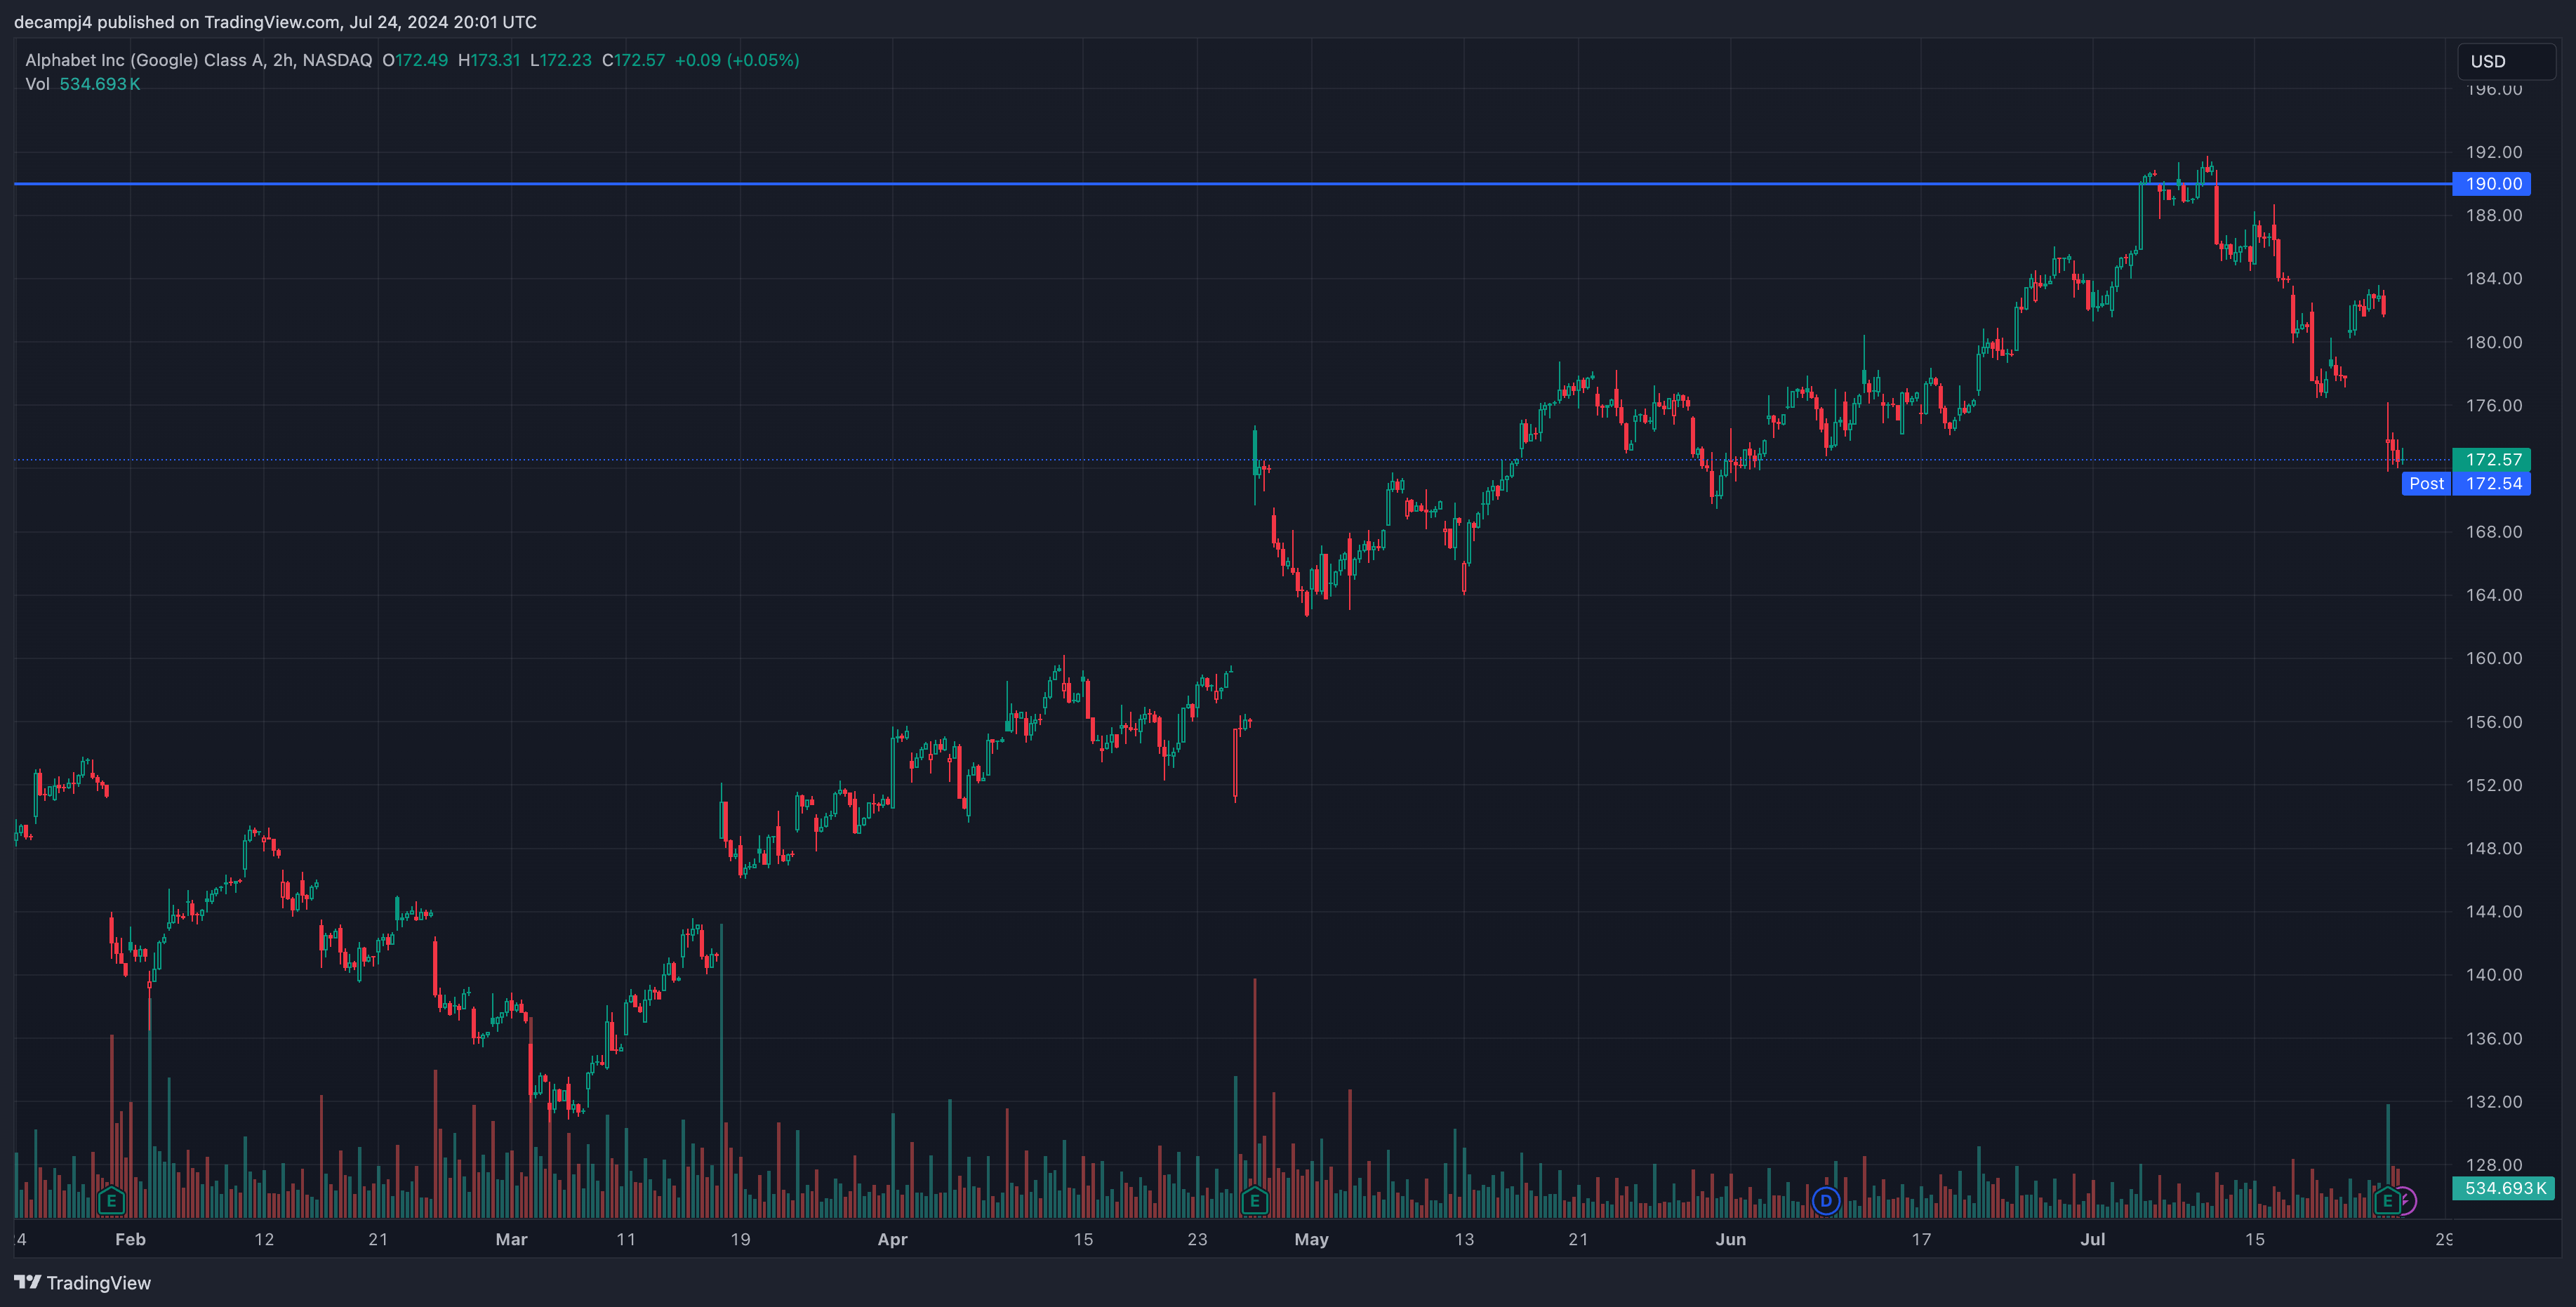 decampj4 published on TradingView.com, Jul 24, 2024 20:01 UTC
Alphabet Inc (Google) Class A, 2h, NASDAQ O172.49 H173.31 L172.23 C172.57 +0.09 (+0.05%)
Vol 534.693K
USD
196.00
192.00
190.00
188.00
184.00
180.00
176.00
172.57
Post 172.54
168.00
164.00
160.00
156.00
152.00
148.00
144.00
140.00
136.00
132.00
128.00
534.693K
E E D E
Feb 12 21 Mar 11 19 Apr 15 23 May 13 21 Jun 17 Jul 15
TradingView